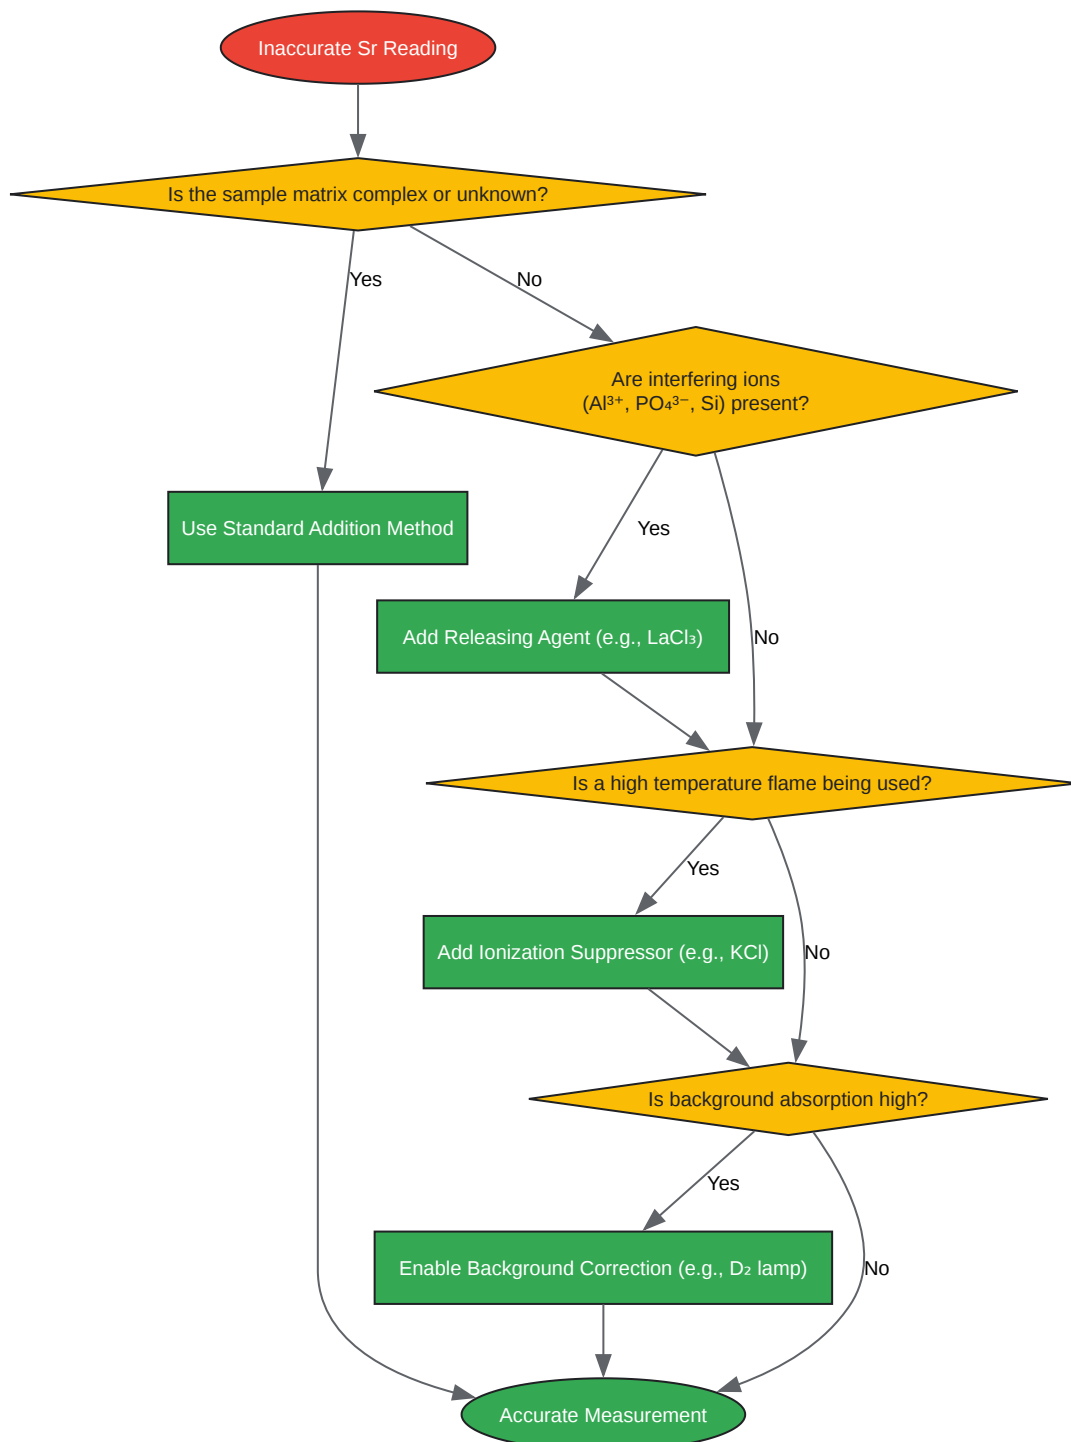 Inaccurate Sr Reading
Is the sample matrix complex or unknown?
Yes
No
Are interfering ions
(Al³⁺, PO₄³⁻, Si) present?
Use Standard Addition Method
Yes
Add Releasing Agent (e.g., LaCl₃)
No
Is a high temperature flame being used?
Yes
Add Ionization Suppressor (e.g., KCl)
No
Is background absorption high?
Yes
Enable Background Correction (e.g., D₂ lamp)
No
Accurate Measurement